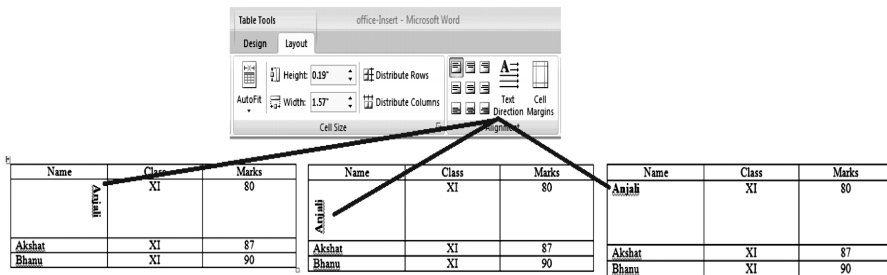 Table Tools office-Insert - Microsoft Word
Design Layout
Height: 0.19" Distribute Rows
AutoFit Width: 1.57" Distribute Columns Text Direction Cell Margins
Cell Size Alignment
Name Class Marks
Anjali XI 80
Akshat XI 87
Bhanu XI 90
Name Class Marks
Anjali XI 80
Akshat XI 87
Bhanu XI 90
Name Class Marks
Anjali XI 80
Akshat XI 87
Bhanu XI 90